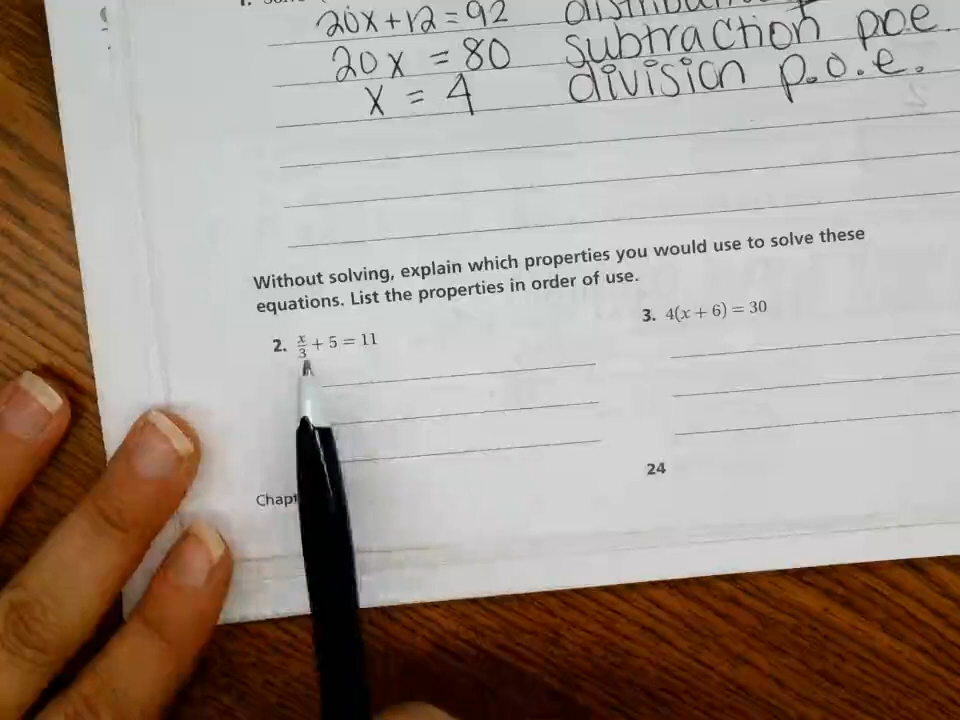 20x+12=92
20x = 80 subtraction p.o.e.
x = 4 division p.o.e.
Without solving, explain which properties you would use to solve these
equations. List the properties in order of use.
2. x/3 + 5 = 11
3. 4(x + 6) = 30
24